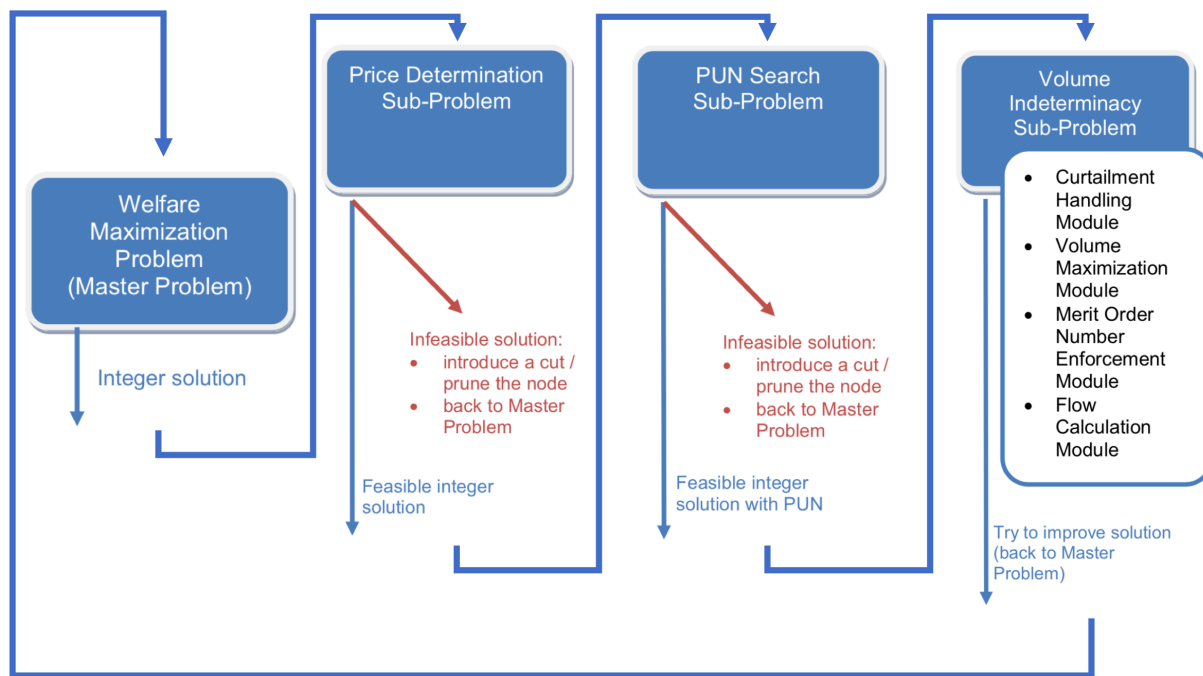 Welfare
Maximization
Problem
(Master Problem)
Integer solution
Price Determination
Sub-Problem
Infeasible solution:
• introduce a cut /
prune the node
• back to Master
Problem
Feasible integer
solution
PUN Search
Sub-Problem
Infeasible solution:
• introduce a cut /
prune the node
• back to Master
Problem
Feasible integer
solution with PUN
Volume
Indeterminacy
Sub-Problem
• Curtailment
Handling
Module
• Volume
Maximization
Module
• Merit Order
Number
Enforcement
Module
• Flow
Calculation
Module
Try to improve solution
(back to Master
Problem)